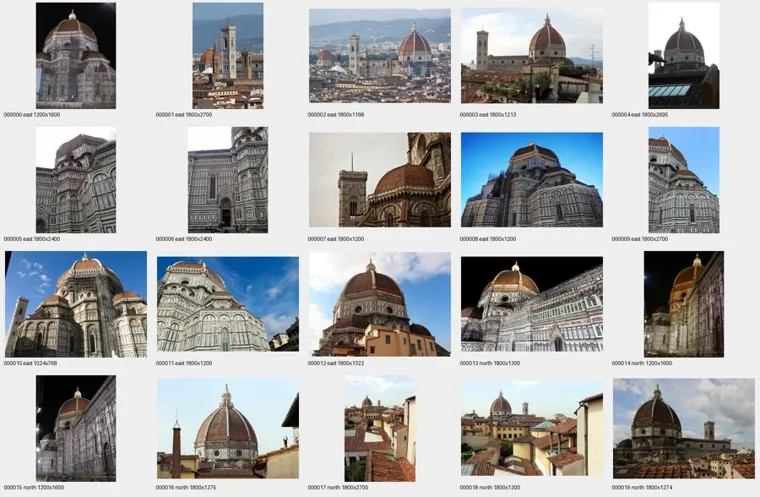 000000 east 1200x1600
000001 east 1800x2700
000002 east 1800x1198
000003 east 1800x1213
000004 east 1800x2695
000005 east 1800x2400
000006 east 1800x2400
000007 east 1800x1200
000008 east 1800x1200
000009 east 1800x2700
000010 east 1024x768
000011 east 1800x1200
000012 east 1800x1322
000013 north 1800x1200
000014 north 1200x1600
000015 north 1200x1600
000016 north 1800x1275
000017 north 1800x2700
000018 north 1800x1200
000019 north 1800x1274